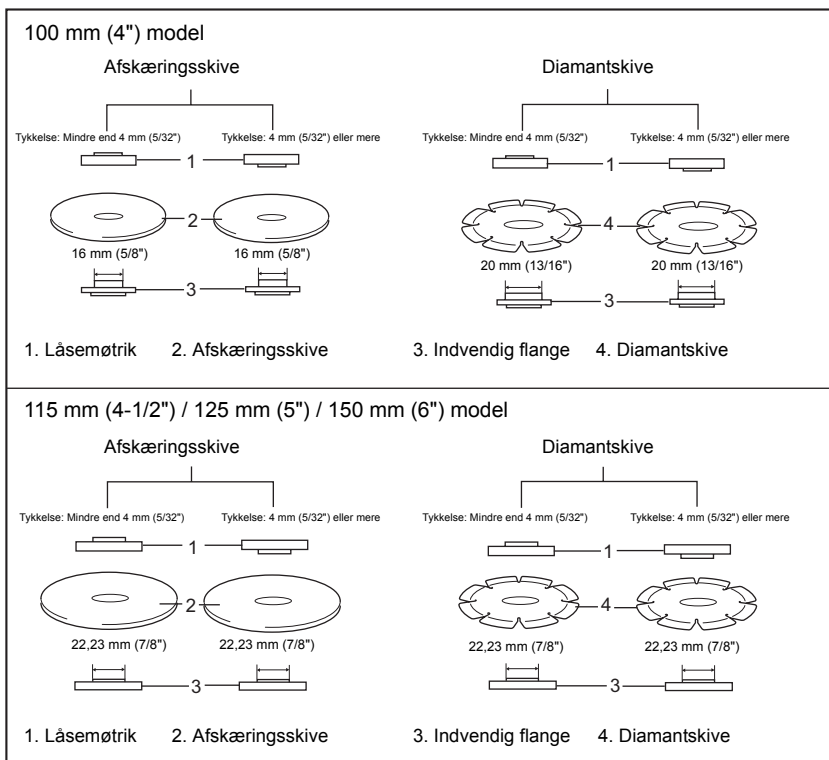 100 mm (4") model
Afskæringsskive
Diamantskive
Tykkelse: Mindre end 4 mm (5/32") Tykkelse: 4 mm (5/32") eller mere
Tykkelse: Mindre end 4 mm (5/32") Tykkelse: 4 mm (5/32") eller mere
1
1
2
4
16 mm (5/8") 16 mm (5/8")
20 mm (13/16") 20 mm (13/16")
3
3
1. Låsemøtrik 2. Afskæringsskive 3. Indvendig flange 4. Diamantskive
115 mm (4-1/2") / 125 mm (5") / 150 mm (6") model
Afskæringsskive
Diamantskive
Tykkelse: Mindre end 4 mm (5/32") Tykkelse: 4 mm (5/32") eller mere
Tykkelse: Mindre end 4 mm (5/32") Tykkelse: 4 mm (5/32") eller mere
1
1
2
4
22,23 mm (7/8") 22,23 mm (7/8")
22,23 mm (7/8") 22,23 mm (7/8")
3
3
1. Låsemøtrik 2. Afskæringsskive 3. Indvendig flange 4. Diamantskive